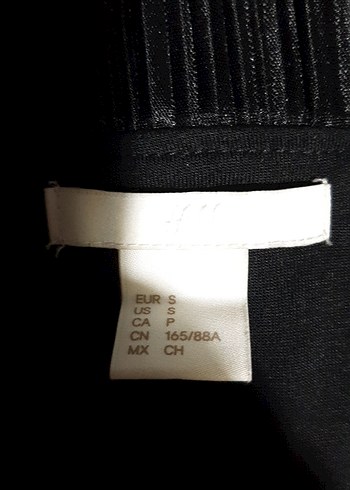 EUR S
US S
CA P
CN 165/88A
MX CH